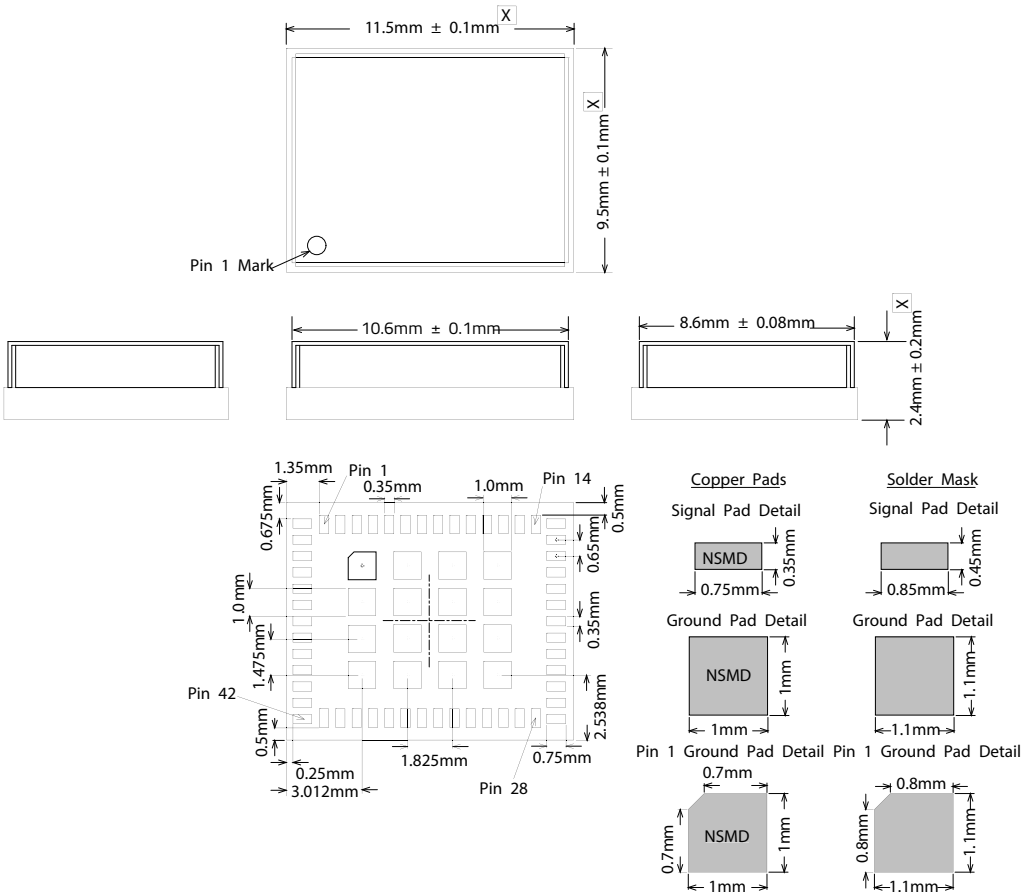 X
11.5mm ± 0.1mm
X
9.5mm ± 0.1mm
Pin 1 Mark
10.6mm ± 0.1mm
8.6mm ± 0.08mm
X
2.4mm ± 0.2mm
1.35mm
Pin 1
0.35mm
1.0mm
Pin 14
0.675mm
0.5mm
0.65mm
1.0mm
0.35mm
1.475mm
Pin 42
2.538mm
0.5mm
0.25mm
3.012mm
1.825mm
Pin 28
0.75mm
Copper Pads
Solder Mask
Signal Pad Detail
Signal Pad Detail
NSMD
0.35mm
0.45mm
0.75mm
0.85mm
Ground Pad Detail
Ground Pad Detail
NSMD
1mm
1.1mm
1mm
1.1mm
Pin 1 Ground Pad Detail
Pin 1 Ground Pad Detail
0.7mm
0.8mm
0.7mm
NSMD
1mm
0.8mm
1.1mm
1mm
1.1mm